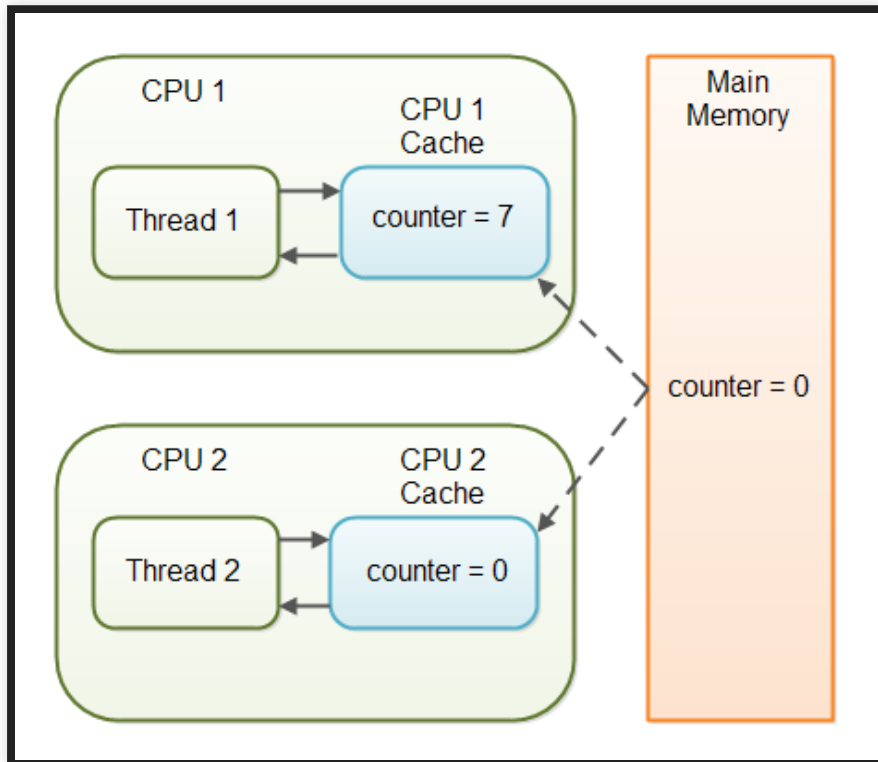 CPU 1
CPU 1
Cache
Thread 1
counter = 7
Main
Memory
counter = 0
CPU 2
CPU 2
Cache
Thread 2
counter = 0